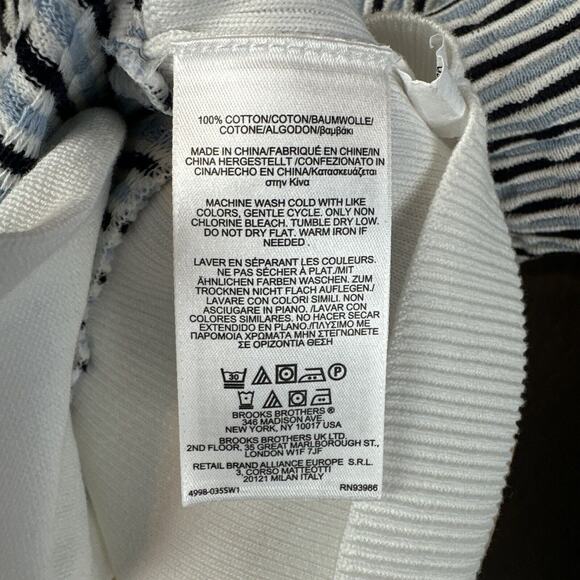 100% COTTON/COTON/BAUMWOLLE/
COTONE/ALGODON/βαμβάκι
MADE IN CHINA/FABRIQUÉ EN CHINE/IN
CHINA HERGESTELLT /CONFEZIONATO IN
CINA/HECHO EN CHINA/Κατασκευάζεται
στην Κίνα
MACHINE WASH COLD WITH LIKE
COLORS, GENTLE CYCLE. ONLY NON
CHLORINE BLEACH. TUMBLE DRY LOW.
DO NOT DRY FLAT. WARM IRON IF
NEEDED .
LAVER EN SÉPARANT LES COULEURS.
NE PAS SÉCHER À PLAT./MIT
ÄHNLICHEN FARBEN WASCHEN. ZUM
TROCKNEN NICHT FLACH AUFLEGEN./
LAVARE CON COLORI SIMILI. NON
ASCIUGARE IN PIANO./LAVAR CON
COLORES SIMILARES. NO HACER SECAR
EXTENDIDO EN PLANO./ΠΛΥΣΙΜΟ ΜΕ
ΠΑΡΟΜΟΙΑ ΧΡΩΜΑΤΑ ΜΗΝ ΣΤΕΓΝΩΝΕΤΕ
ΣΕ ΟΡΙΖΟΝΤΙΑ ΘΕΣΗ
30 P
BROOKS BROTHERS ®
346 MADISON AVE
NEW YORK, NY 10017 USA
BROOKS BROTHERS UK LTD.
2ND FLOOR, 35 GREAT MARLBOROUGH ST.,
LONDON W1F 7JF
RETAIL BRAND ALLIANCE EUROPE S.R.L.
3, CORSO MATTEOTTI
20121 MILAN ITALY
4998-035SW1 RN93986